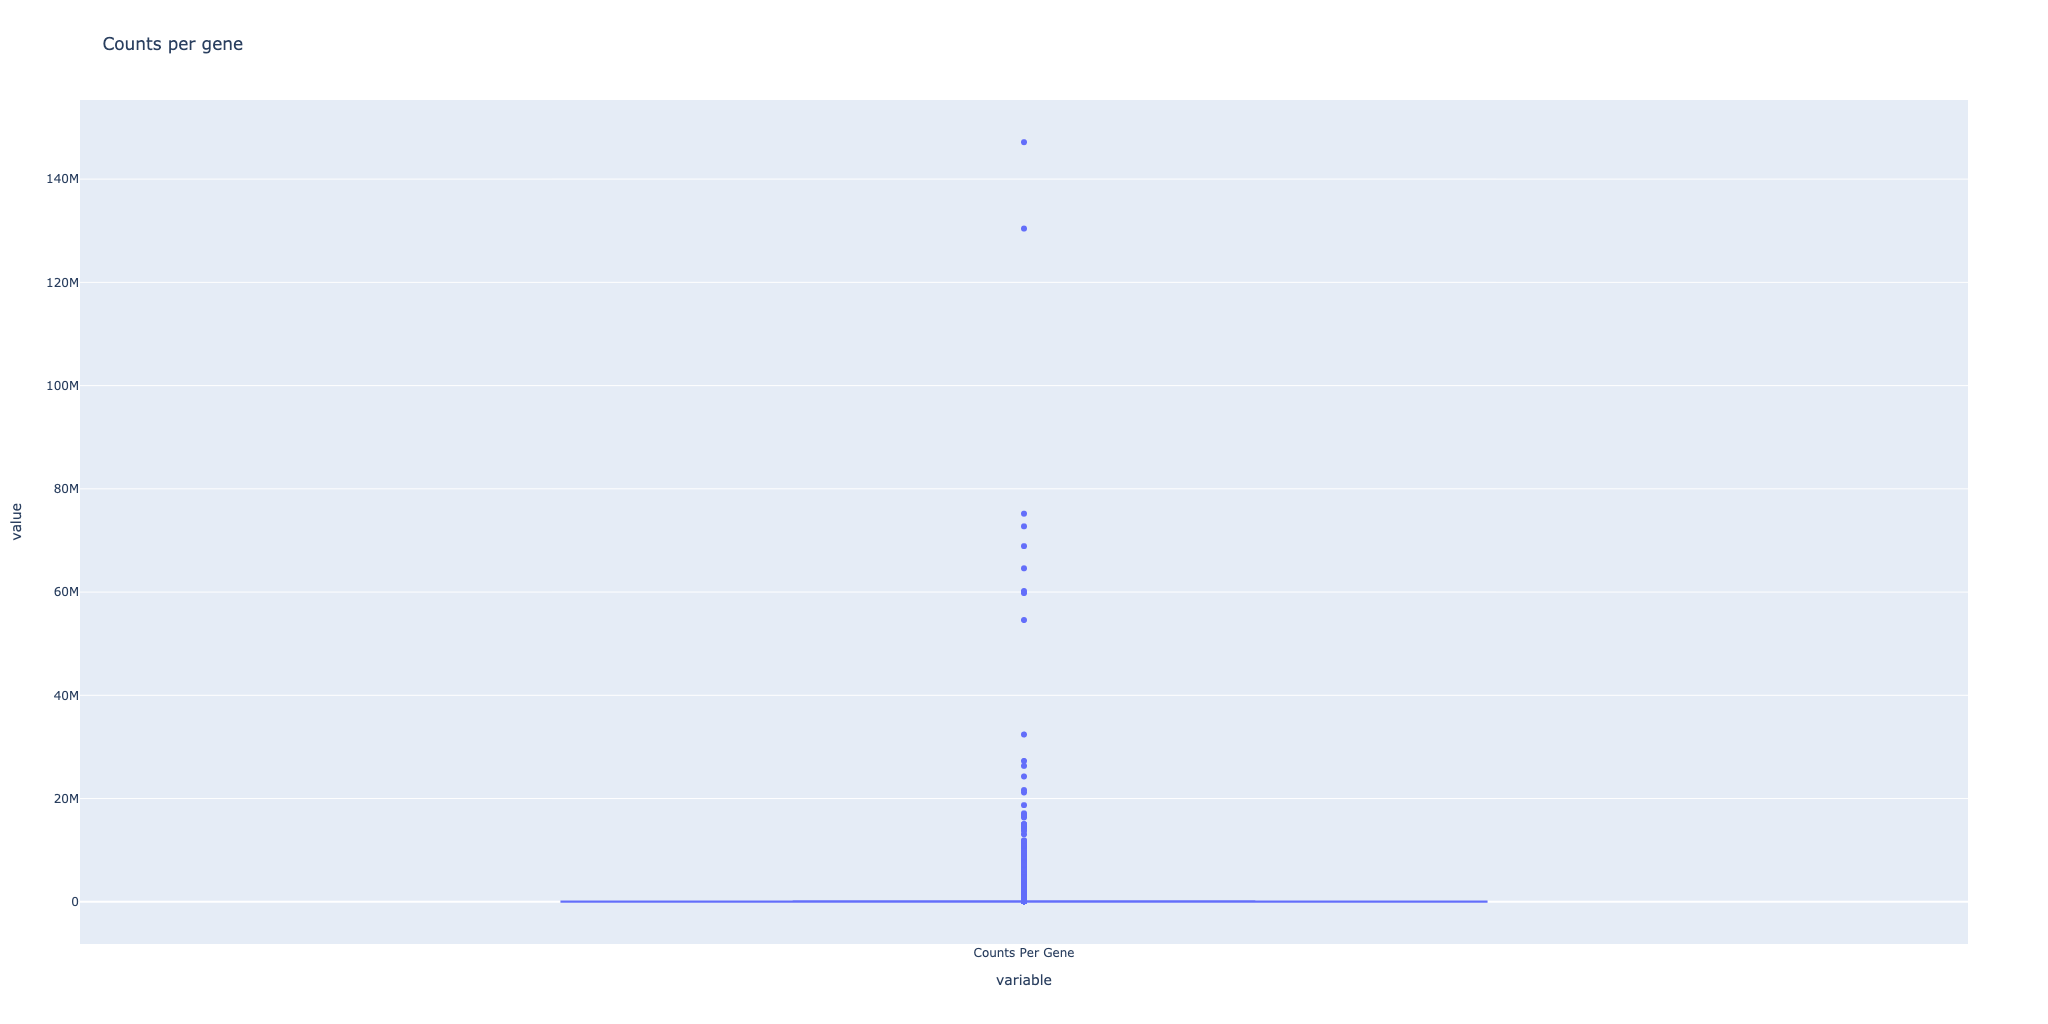 Counts per gene
140M
120M
100M
80M
60M
40M
20M
0
value
Counts Per Gene
variable